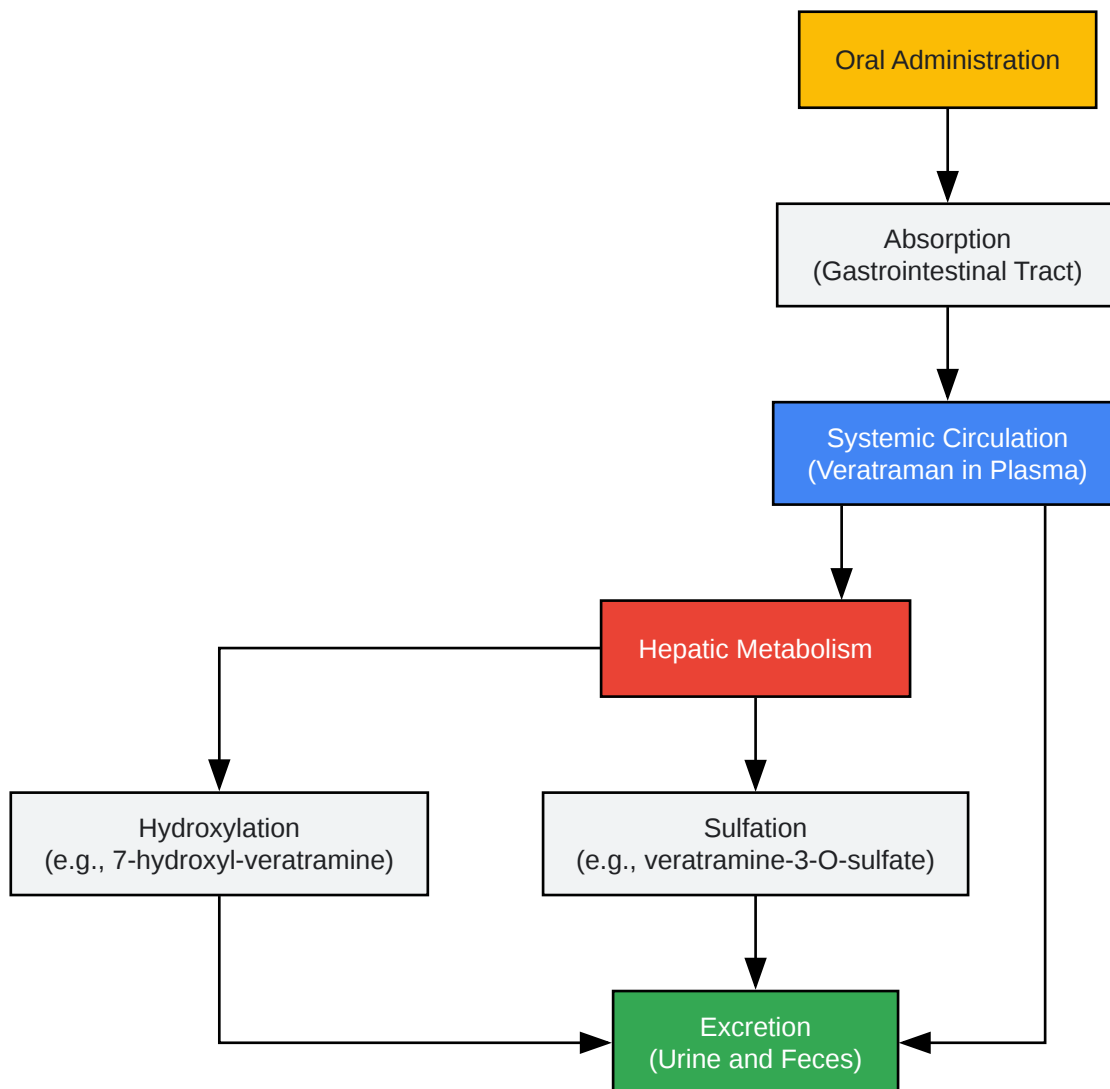 Oral Administration
Absorption
(Gastrointestinal Tract)
Systemic Circulation
(Veratraman in Plasma)
Hepatic Metabolism
Hydroxylation
(e.g., 7-hydroxyl-veratramine)
Sulfation
(e.g., veratramine-3-O-sulfate)
Excretion
(Urine and Feces)